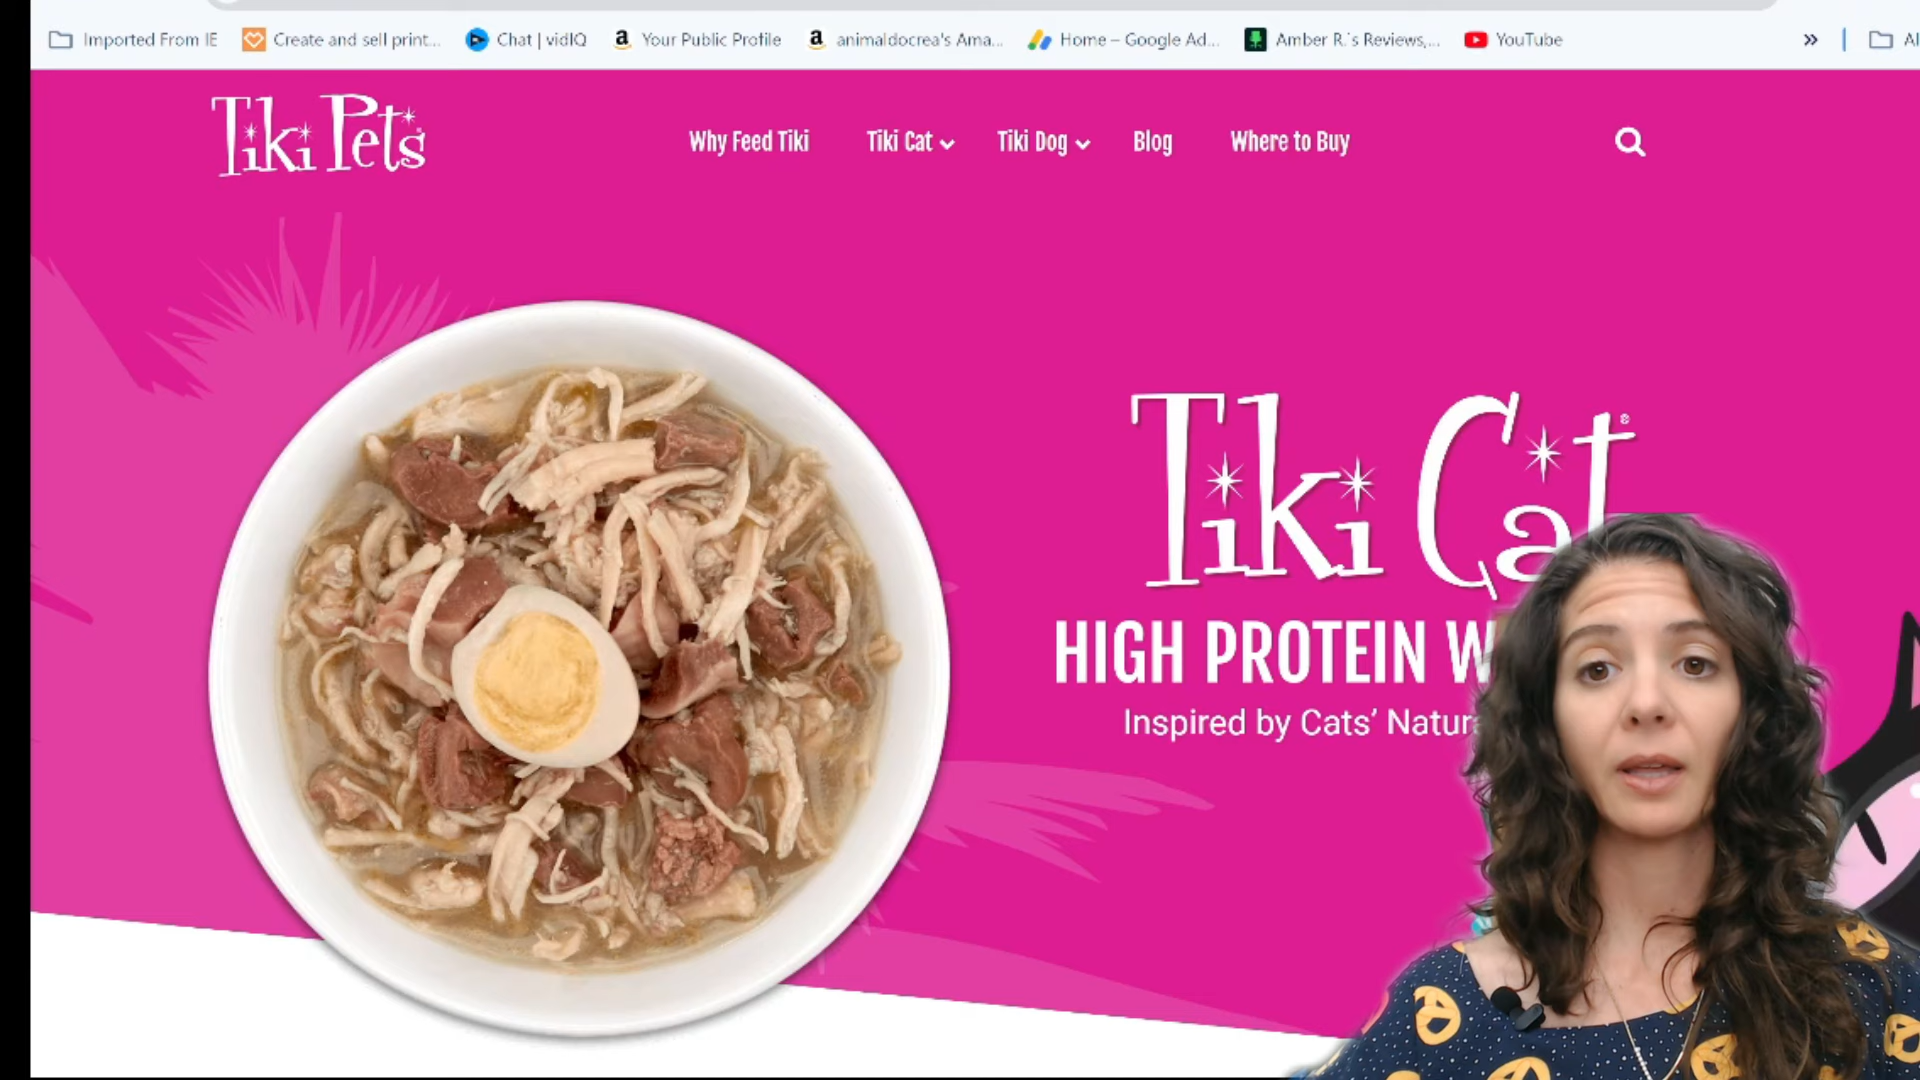 Imported From IE
Create and sell print...
Chat | vidIQ
Your Public Profile
animaldocrea's Ama...
Home – Google Ad...
Amber R.'s Reviews,...
YouTube
»
Al
Tiki Pets
Why Feed Tiki
Tiki Cat
Tiki Dog
Blog
Where to Buy
Tiki Cat®
HIGH PROTEIN W
Inspired by Cats' Natura